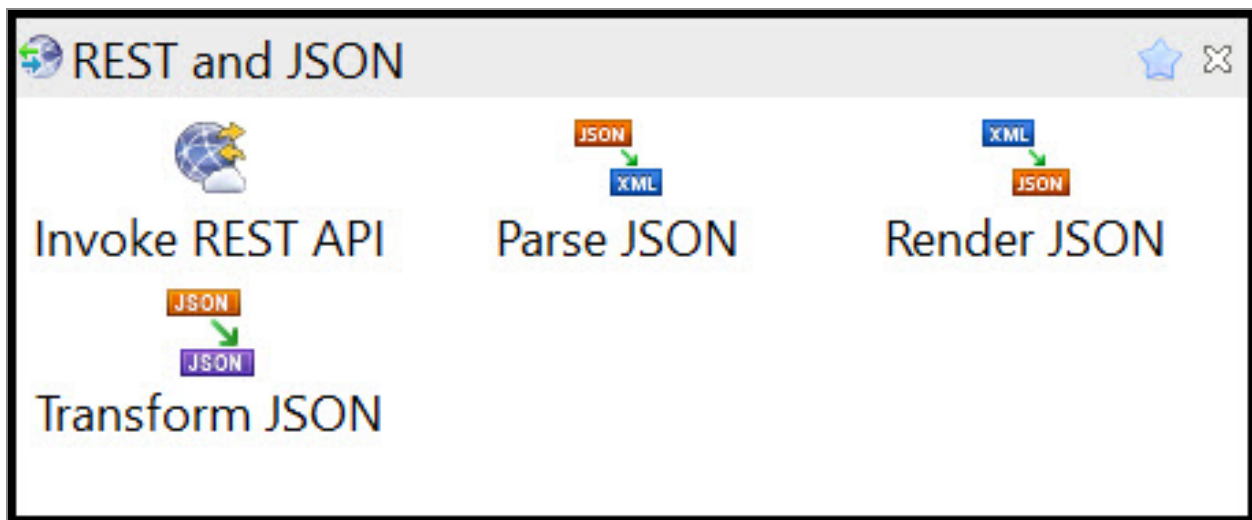 REST and JSON
JSON
XML
XML
JSON
Invoke REST API
Parse JSON
Render JSON
JSON
JSON
Transform JSON